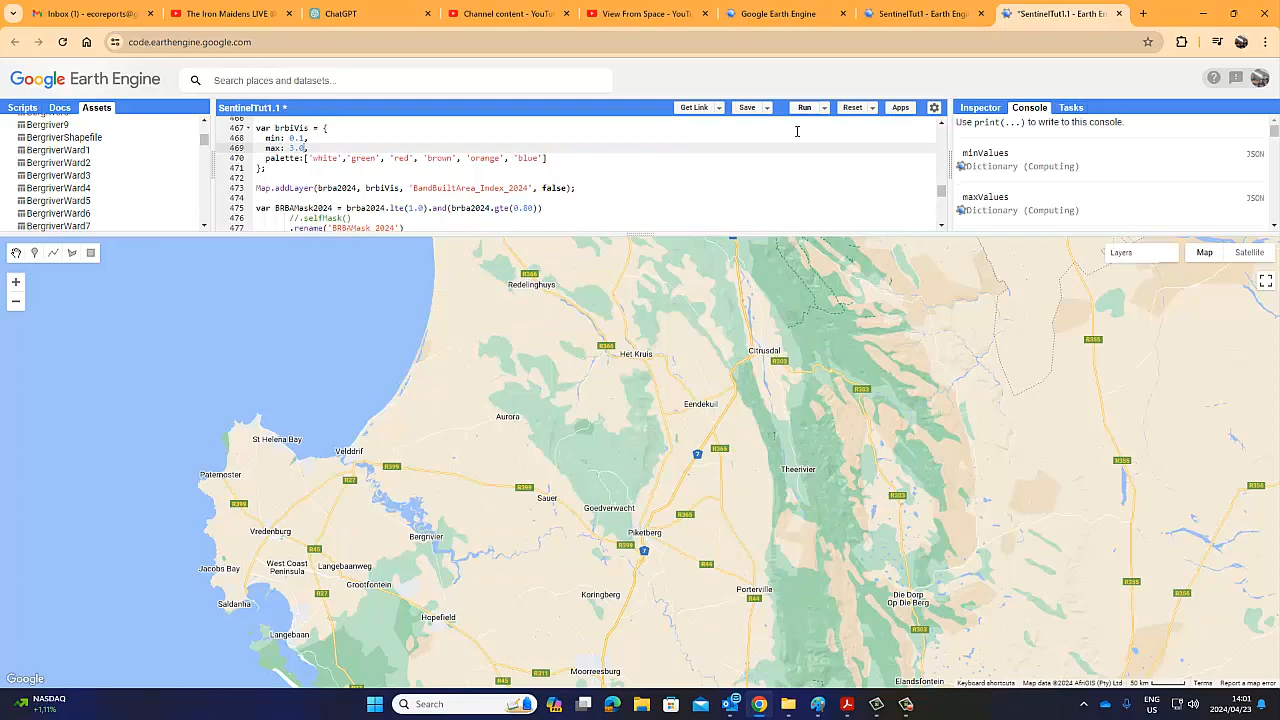 Inbox (1) - ecoreports@g
The Iron Maidens LIVE @
ChatGPT
Channel content - YouTu
View From Space - YouTu
Google Earth Engine
SentinelTut1 - Earth Eng
*SentinelTut1.1 - Earth En
code.earthengine.google.com
Google Earth Engine
Search places and datasets...
Scripts Docs Assets
SentinelTut1.1 *
Get Link Save Run Reset Apps
Inspector Console Tasks
Bergriver9
BergriverShapefile
BergriverWard1
BergriverWard2
BergriverWard3
BergriverWard4
BergriverWard5
BergriverWard6
BergriverWard7
466
467 var brbiVis = {
468 min: 0.1,
469 max: 3.0,
470 palette:['white','green', 'red', 'brown', 'orange', 'blue']
471 };
472
473 Map.addLayer(brba2024, brbiVis, 'BandBuiltArea_Index_2024', false);
474
475 var BRBAMask2024 = brba2024.lte(1.0).and(brba2024.gte(0.80))
476 //.selfMask()
477 .rename('BRBAMask_2024')
Use print(...) to write to this console.
minValues JSON
Dictionary (Computing)
maxValues JSON
Dictionary (Computing)
+
−
Layers
Map Satellite
R366
Redelinghuys
R366
Het Kruis
Citrusdal
R303
R355
R303
Eendekuil
Aurora
St Helena Bay
Velddrif
R399
7
R365
Theerivier
R355
Paternoster
R27
R399
Sauer
R303
R356
R399
Goedverwacht
R365
Vredenburg
Bergrivier
Piketberg
R399
7
R45
West Coast Peninsula
Langebaanweg
R44
Jacobs Bay
Grootfontein
R27
Koringberg
Porterville
R44
Die Dorp Op Die Berg
R355
R356
Saldanha
Hopefield
R303
Langebaan
Moorreesburg
R311
R45
Elandsfontein
Google
Keyboard shortcuts Map data ©2024 AfriGIS (Pty) Ltd 50 km Terms Report a map error
NASDAQ
+1,11%
Search
ENG
US
14:01
2024/04/23